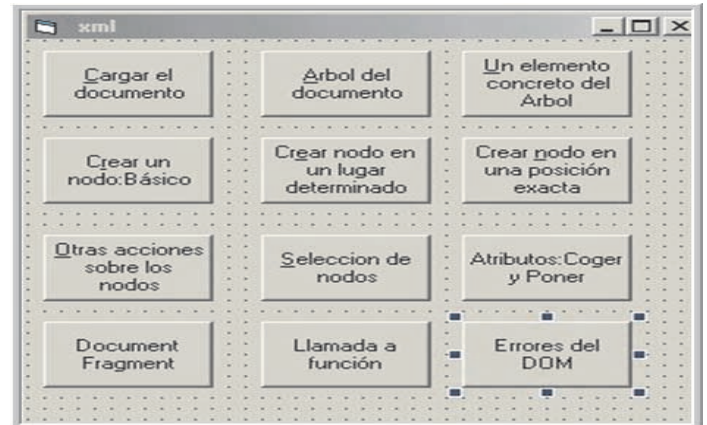 xml
Cargar el
documento
Arbol del
documento
Un elemento
concreto del
Arbol
Crear un
nodo:Básico
Crear nodo en
un lugar
determinado
Crear nodo en
una posición
exacta
Otras acciones
sobre los
nodos
Seleccion de
nodos
Atributos:Coger
y Poner
Document
Fragment
Llamada a
función
Errores del
DOM